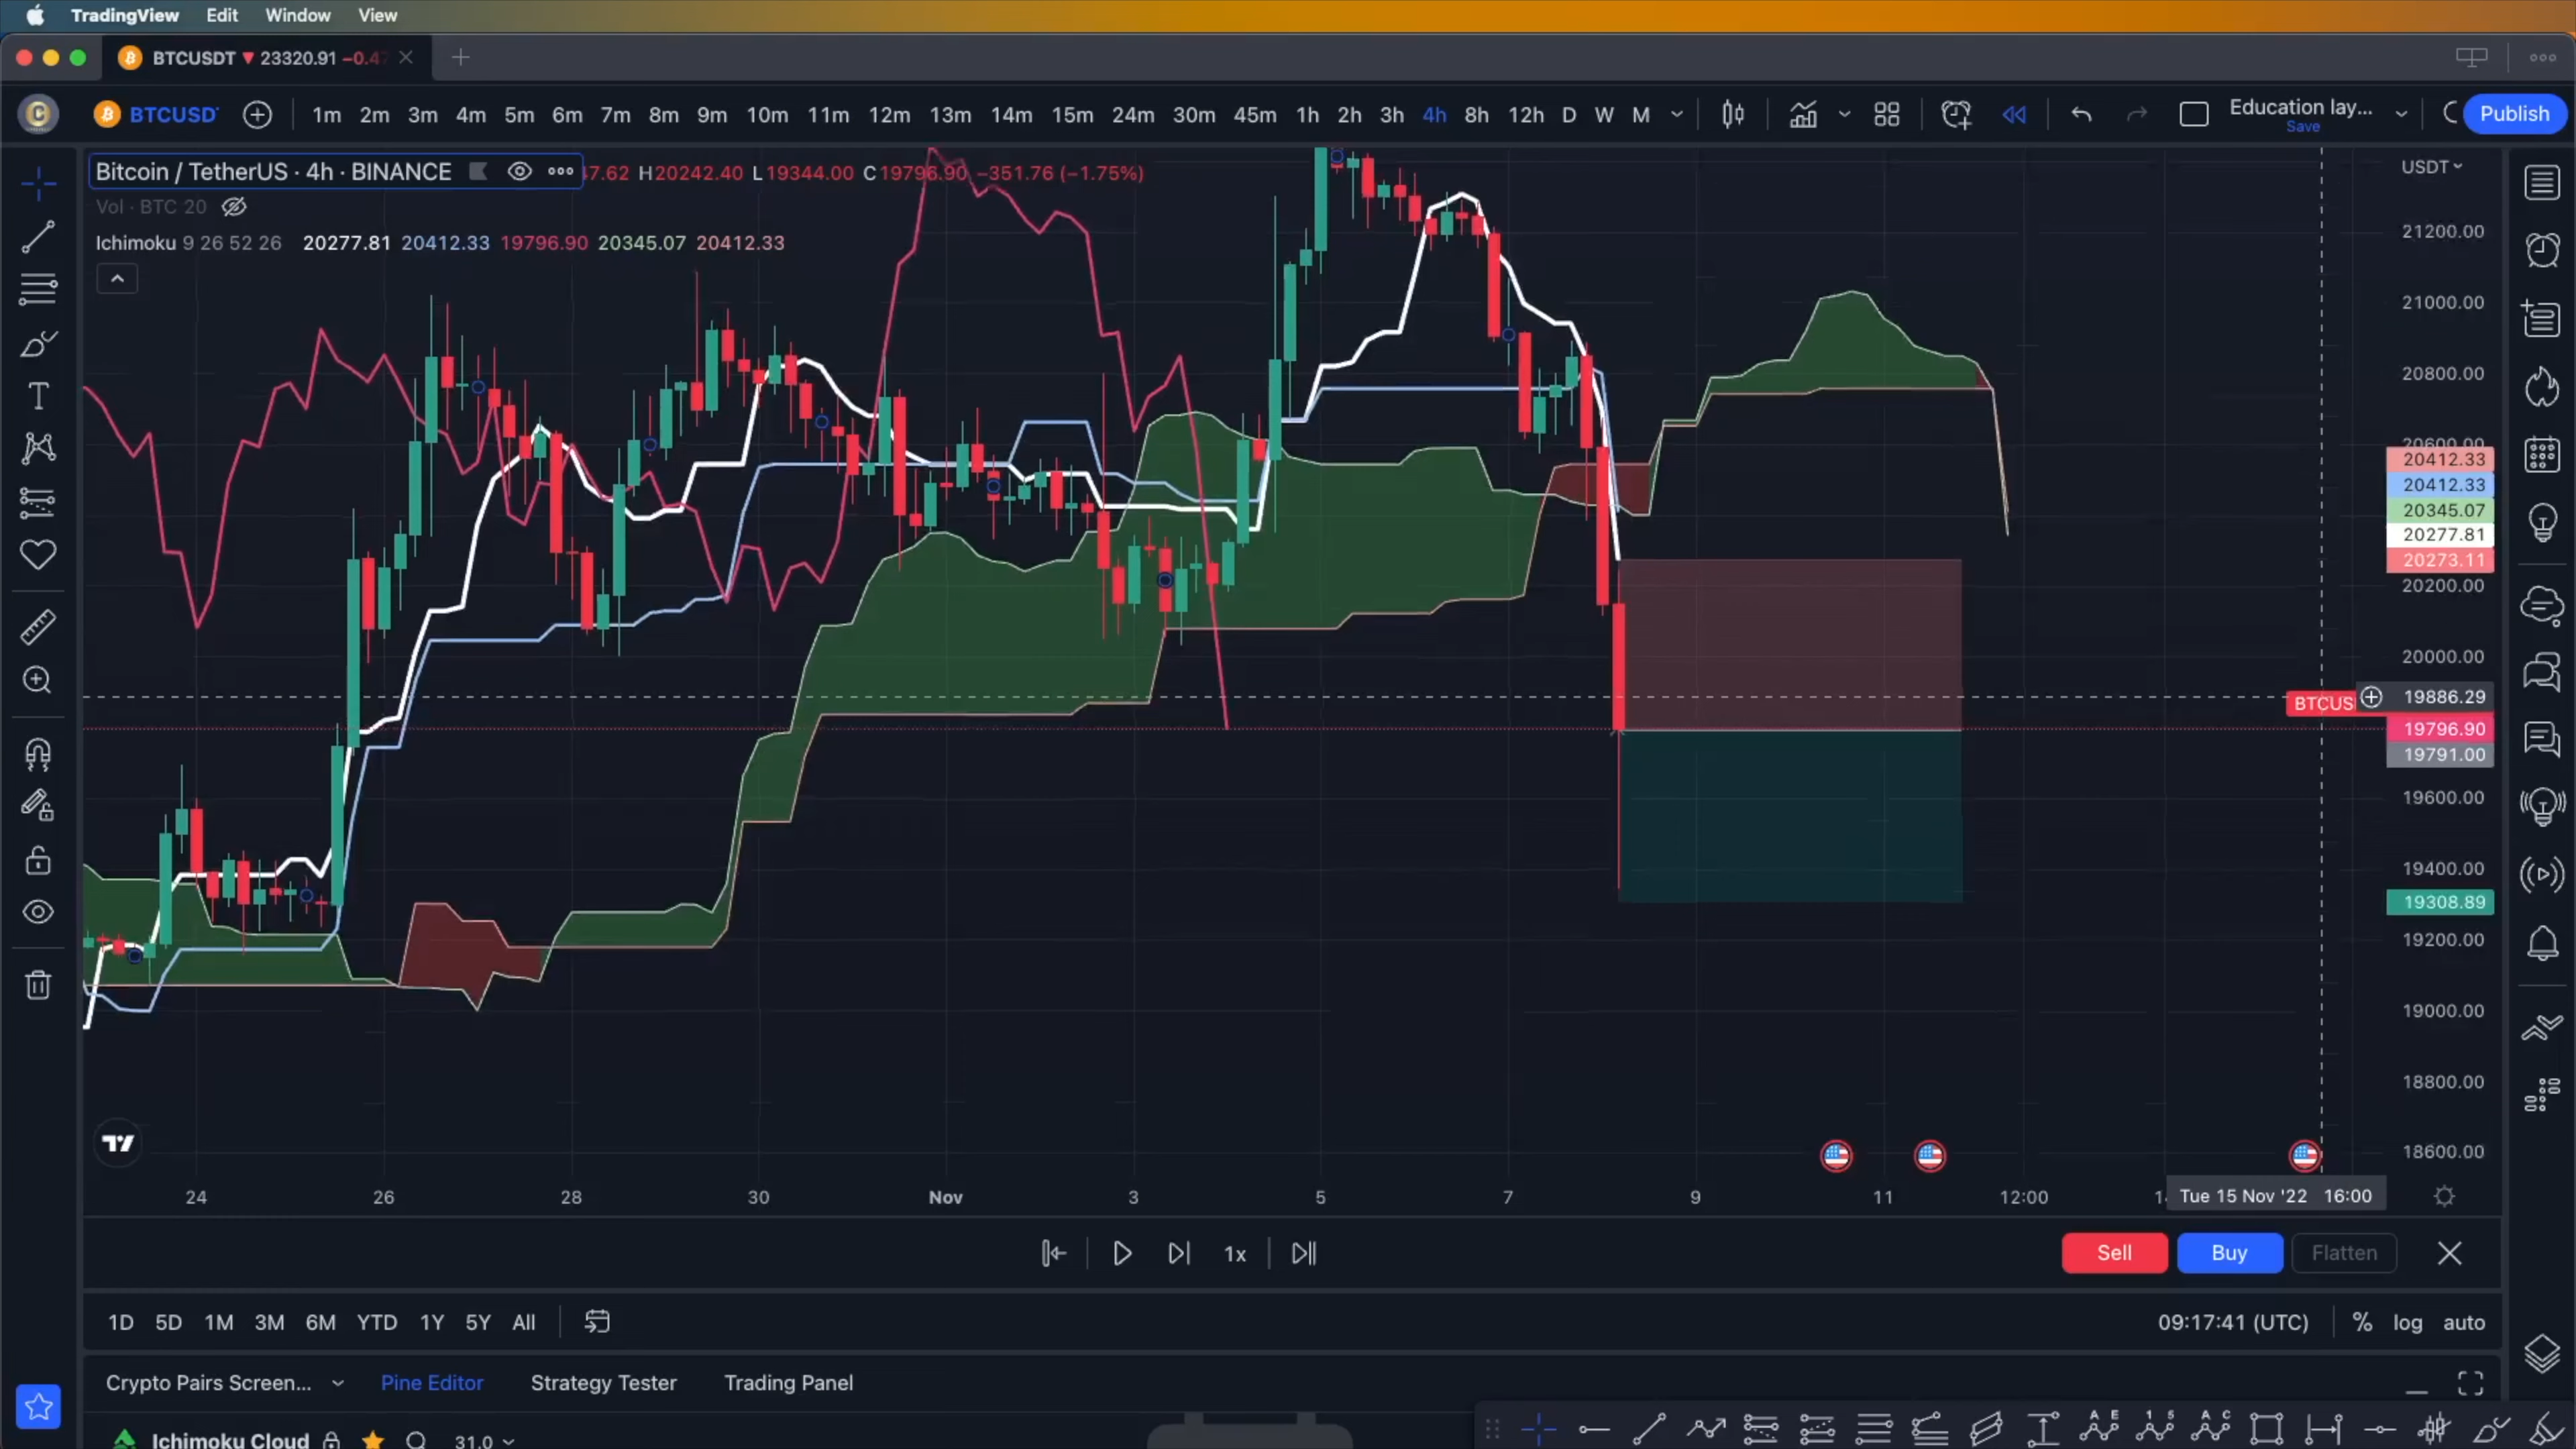 TradingView Edit Window View
BTCUSDT ▼ 23320.91 −0.47
BTCUSD 1m 2m 3m 4m 5m 6m 7m 8m 9m 10m 11m 12m 13m 14m 15m 24m 30m 45m 1h 2h 3h 4h 8h 12h D W M Education lay... Save Publish
Bitcoin / TetherUS · 4h · BINANCE 47.62 H20242.40 L19344.00 C19796.90 −351.76 (−1.75%)
Vol · BTC 20
Ichimoku 9 26 52 26 20277.81 20412.33 19796.90 20345.07 20412.33
USDT
21200.00
21000.00
20800.00
20600.00
20412.33
20412.33
20345.07
20277.81
20273.11
20200.00
20000.00
19886.29
BTCUS
19796.90
19791.00
19600.00
19400.00
19308.89
19200.00
19000.00
18800.00
18600.00
24 26 28 30 Nov 3 5 7 9 11 12:00 Tue 15 Nov '22 16:00
1x Sell Buy Flatten
1D 5D 1M 3M 6M YTD 1Y 5Y All 09:17:41 (UTC) % log auto
Crypto Pairs Screen... Pine Editor Strategy Tester Trading Panel
Ichimoku Cloud 31.0